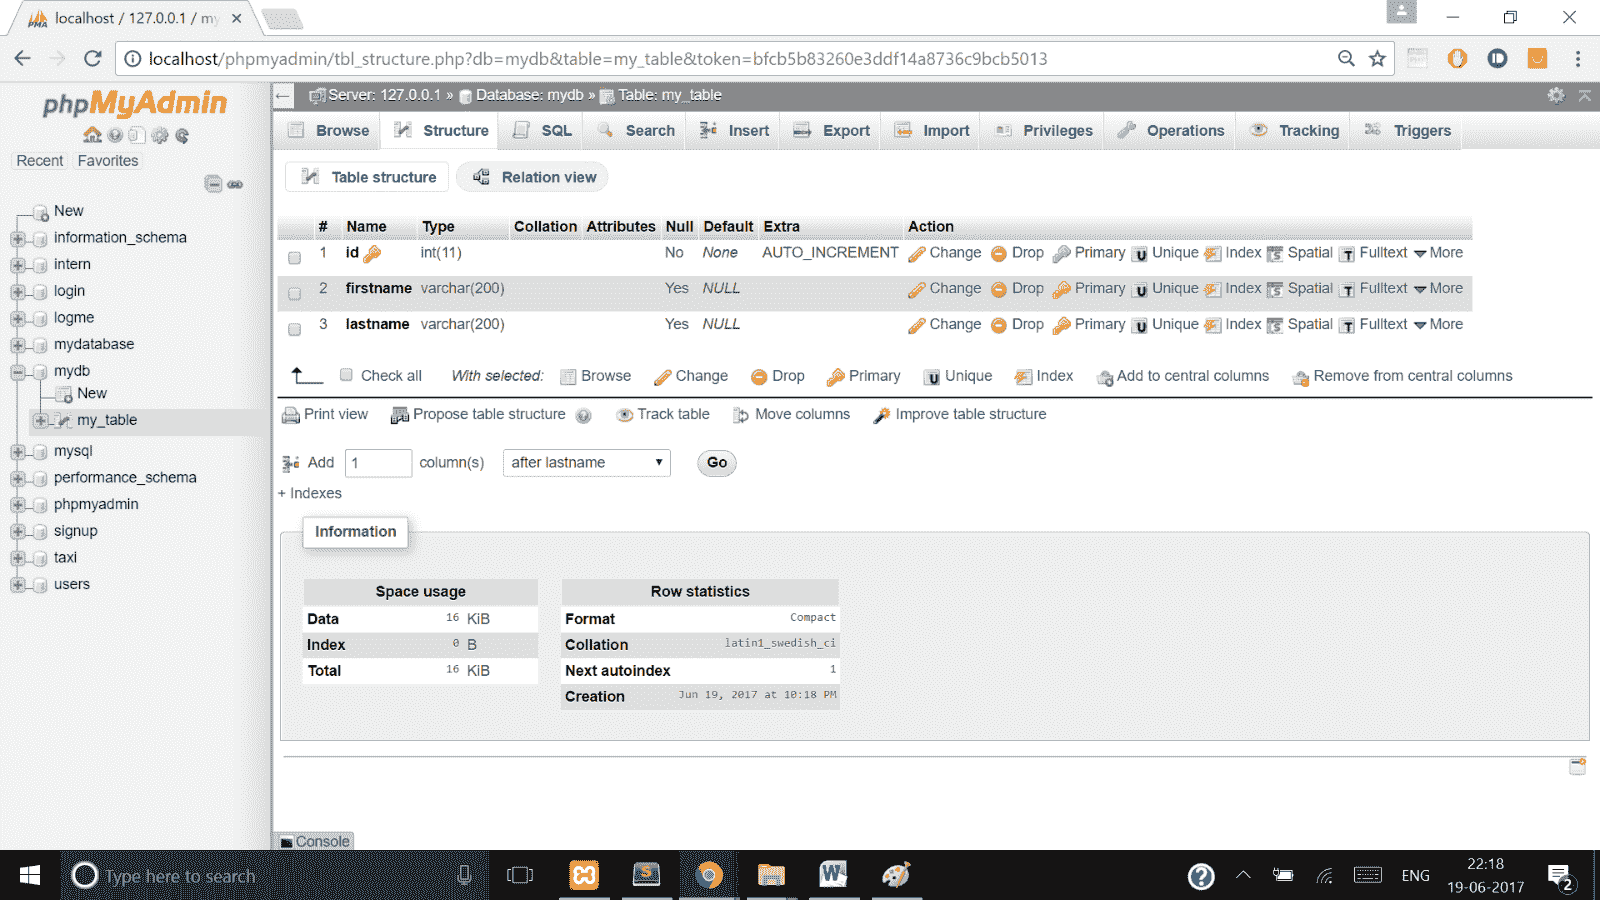 localhost / 127.0.0.1 / my
localhost/phpmyadmin/tbl_structure.php?db=mydb&table=my_table&token=bfcb5b83260e3ddf14a8736c9bcb5013
phpMyAdmin
Recent Favorites
New
information_schema
intern
login
logme
mydatabase
mydb
New
my_table
mysql
performance_schema
phpmyadmin
signup
taxi
users
Server: 127.0.0.1 » Database: mydb » Table: my_table
Browse Structure SQL Search Insert Export Import Privileges Operations Tracking Triggers
Table structure Relation view
# Name Type Collation Attributes Null Default Extra Action
1 id int(11) No None AUTO_INCREMENT Change Drop Primary Unique Index Spatial Fulltext More
2 firstname varchar(200) Yes NULL Change Drop Primary Unique Index Spatial Fulltext More
3 lastname varchar(200) Yes NULL Change Drop Primary Unique Index Spatial Fulltext More
Check all With selected: Browse Change Drop Primary Unique Index Add to central columns Remove from central columns
Print view Propose table structure Track table Move columns Improve table structure
Add 1 column(s) after lastname Go
+ Indexes
Information
Space usage
Data 16 KiB
Index 0 B
Total 16 KiB
Row statistics
Format Compact
Collation latin1_swedish_ci
Next autoindex 1
Creation Jun 19, 2017 at 10:18 PM
Console
Type here to search
ENG
22:18
19-06-2017
2